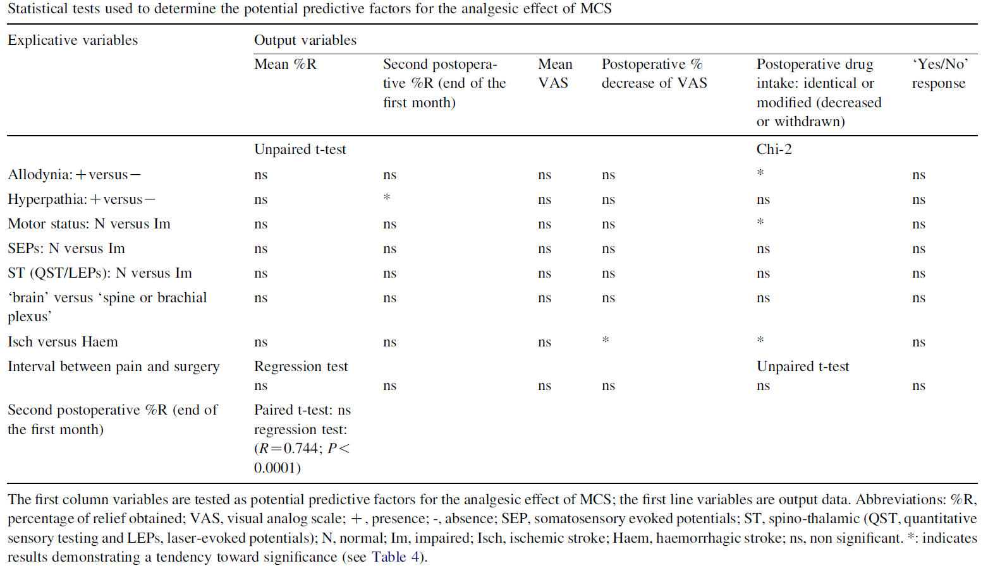 Statistical tests used to determine the potential predictive factors for the analgesic effect of MCS
Explicative variables Output variables
Mean %R Second postopera- Mean Postoperative % Postoperative drug ‘Yes/No’
tive %R (end of the VAS decrease of VAS intake: identical or response
first month) modified (decreased
or withdrawn)
Unpaired t-test Chi-2
Allodynia: +versus− ns ns ns ns * ns
Hyperpathia: +versus− ns * ns ns ns ns
Motor status: N versus Im ns ns ns ns * ns
SEPs: N versus Im ns ns ns ns ns ns
ST (QST/LEPs): N versus Im ns ns ns ns ns ns
‘brain’ versus ‘spine or brachial ns ns ns ns ns ns
plexus’
Isch versus Haem ns ns ns * * ns
Interval between pain and surgery Regression test Unpaired t-test
ns ns ns ns ns ns
Second postoperative %R (end of Paired t-test: ns
the first month) regression test:
(R=0.744; P<
0.0001)
The first column variables are tested as potential predictive factors for the analgesic effect of MCS; the first line variables are output data. Abbreviations: %R,
percentage of relief obtained; VAS, visual analog scale; +, presence; -, absence; SEP, somatosensory evoked potentials; ST, spino-thalamic (QST, quantitative
sensory testing and LEPs, laser-evoked potentials); N, normal; Im, impaired; Isch, ischemic stroke; Haem, haemorrhagic stroke; ns, non significant. *: indicates
results demonstrating a tendency toward significance (see Table 4).